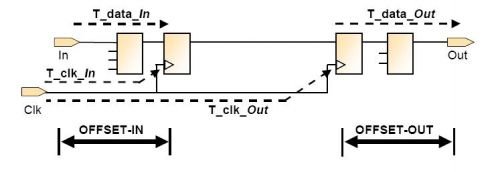 T_data_In
T_data_Out
In
Out
T_clk_In
Clk
T_clk_Out
OFFSET-IN
OFFSET-OUT